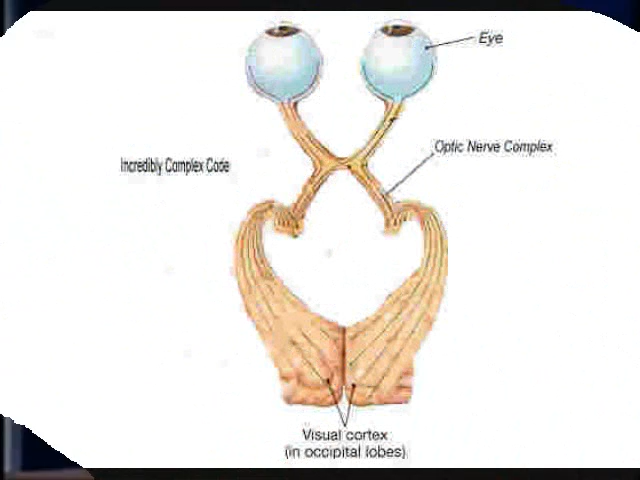 Eye
Optic Nerve Complex
Incredibly Complex Code
Visual cortex
(in occipital lobes)